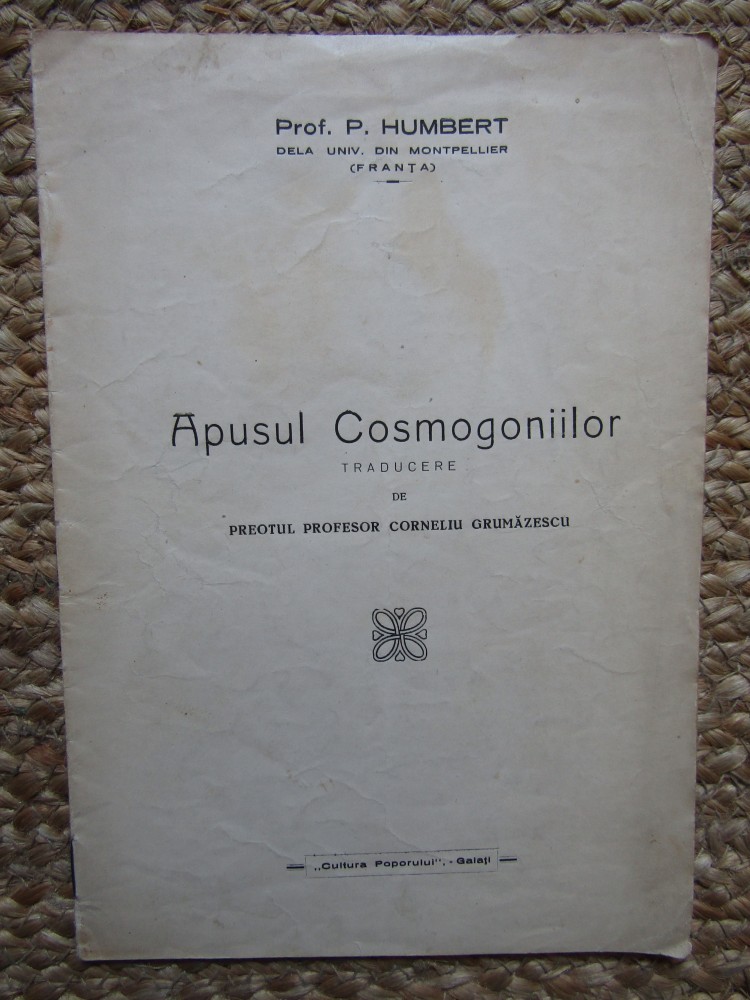 Prof. P. HUMBERT
DELA UNIV. DIN MONTPELLIER
(FRANȚA)
Apusul Cosmogoniilor
TRADUCERE
DE
PREOTUL PROFESOR CORNELIU GRUMĂZESCU
„Cultura Poporului”, - Galați